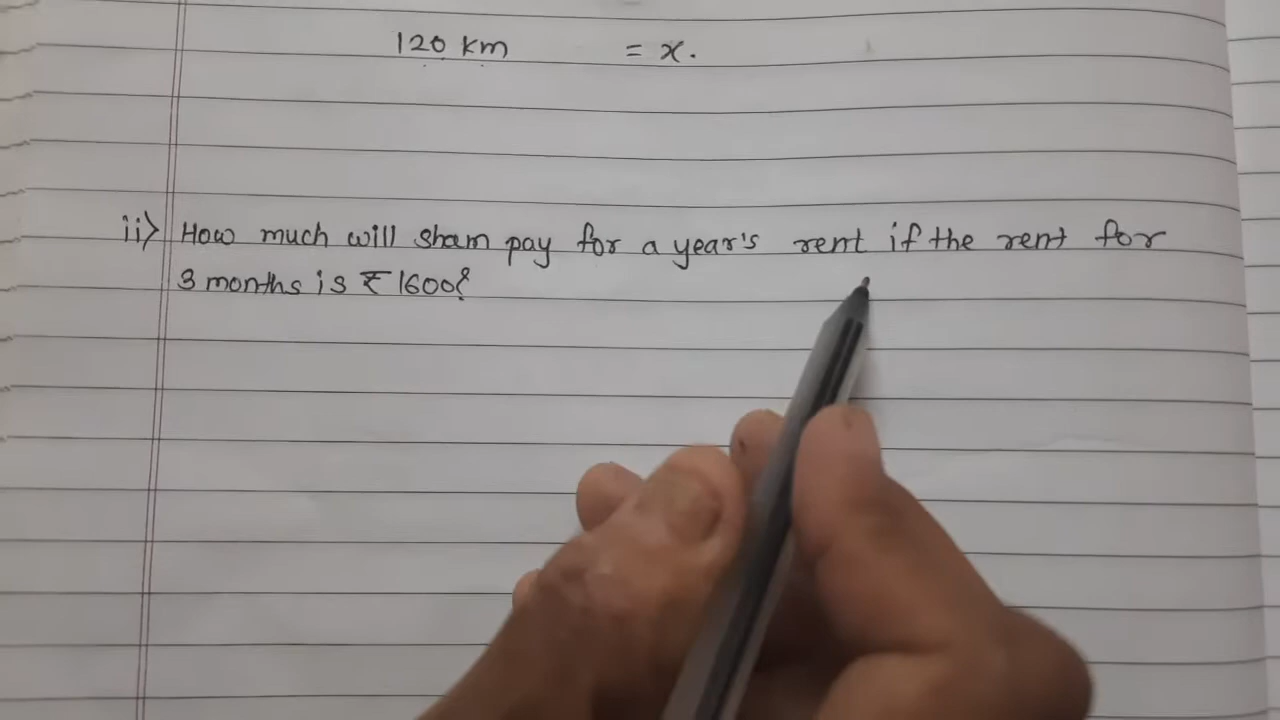 120 km = x.
ii> How much will sham pay for a year's rent if the rent for
3 months is ₹ 1600?